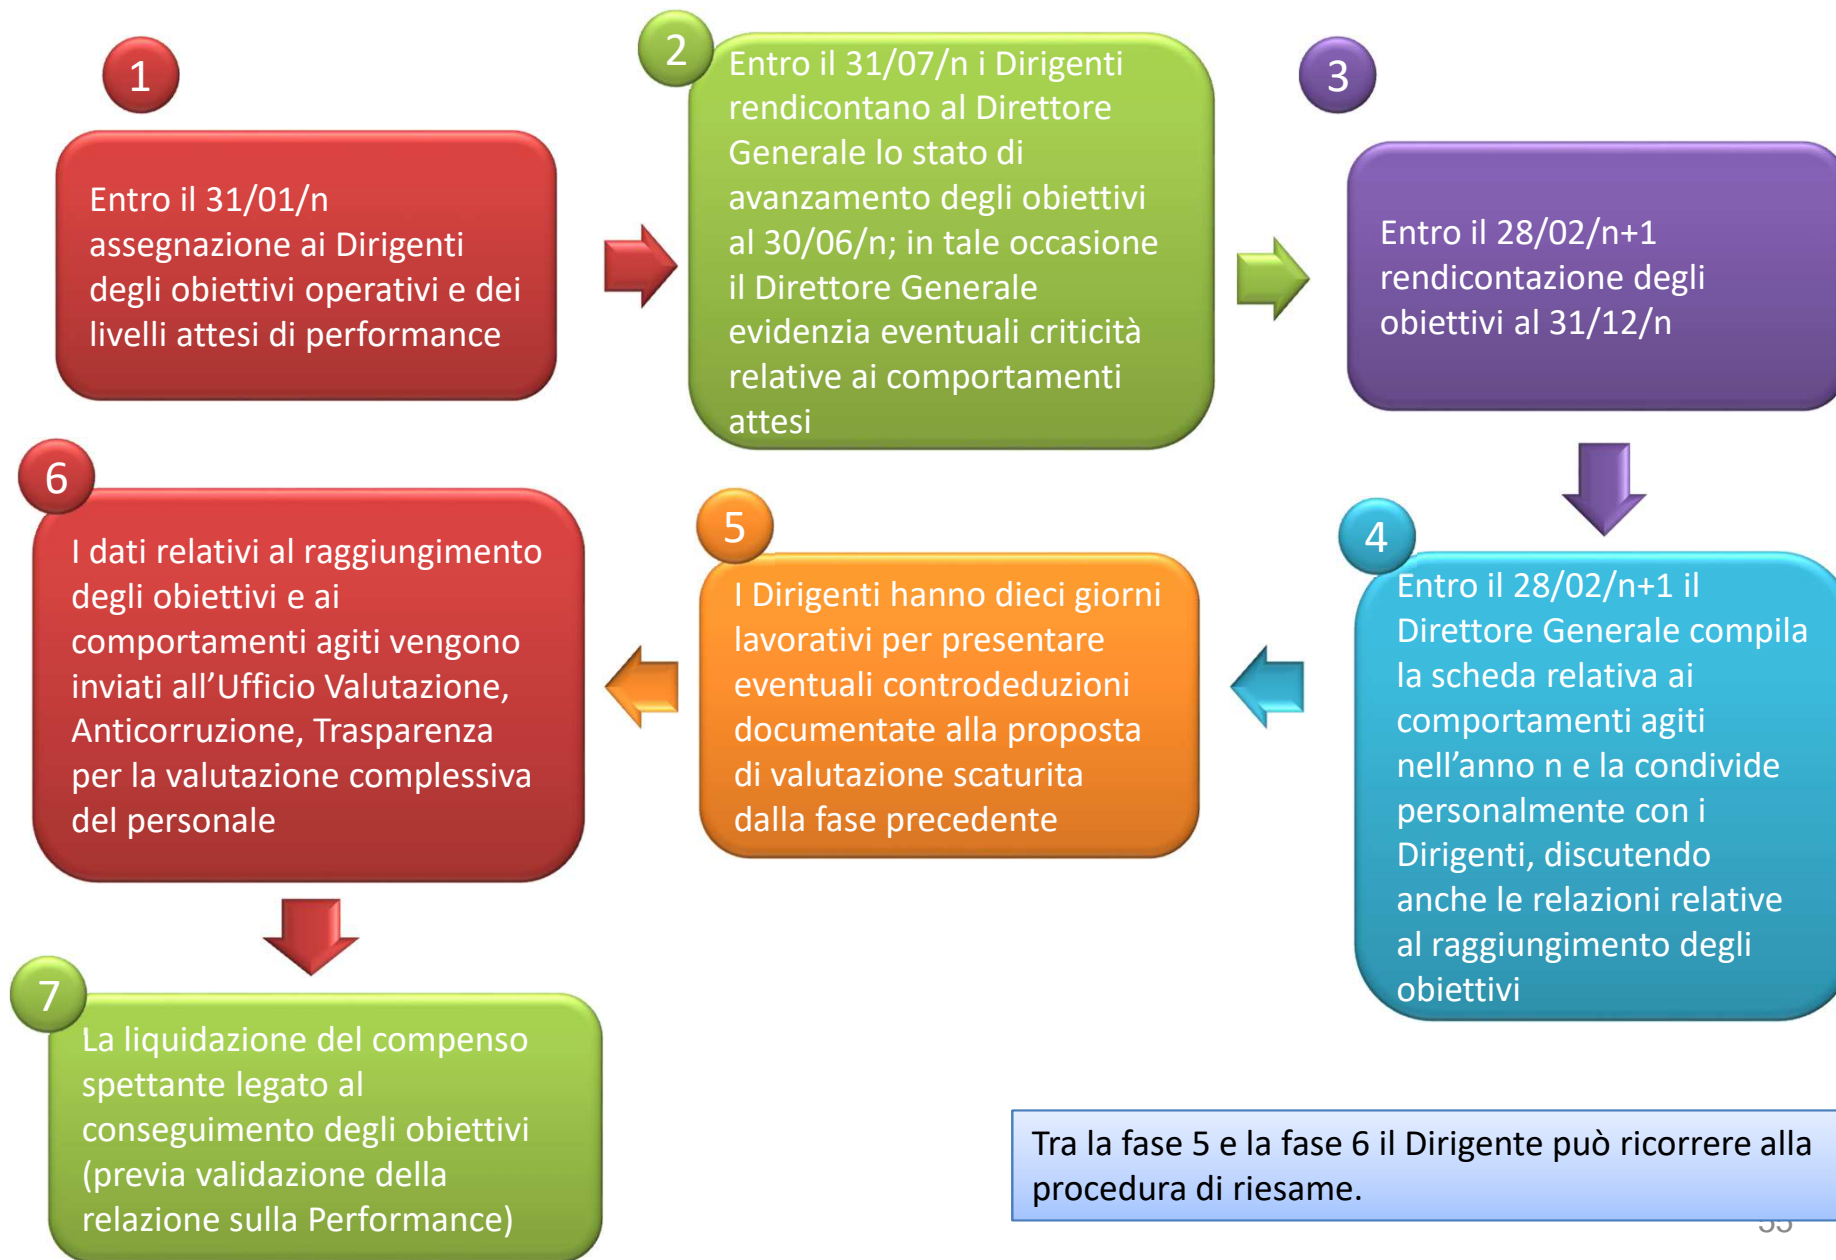 1
Entro il 31/01/n
assegnazione ai Dirigenti
degli obiettivi operativi e dei
livelli attesi di performance
2
Entro il 31/07/n i Dirigenti
rendicontano al Direttore
Generale lo stato di
avanzamento degli obiettivi
al 30/06/n; in tale occasione
il Direttore Generale
evidenzia eventuali criticità
relative ai comportamenti
attesi
3
Entro il 28/02/n+1
rendicontazione degli
obiettivi al 31/12/n
4
Entro il 28/02/n+1 il
Direttore Generale compila
la scheda relativa ai
comportamenti agiti
nell’anno n e la condivide
personalmente con i
Dirigenti, discutendo
anche le relazioni relative
al raggiungimento degli
obiettivi
5
I Dirigenti hanno dieci giorni
lavorativi per presentare
eventuali controdeduzioni
documentate alla proposta
di valutazione scaturita
dalla fase precedente
6
I dati relativi al raggiungimento
degli obiettivi e ai
comportamenti agiti vengono
inviati all’Ufficio Valutazione,
Anticorruzione, Trasparenza
per la valutazione complessiva
del personale
7
La liquidazione del compenso
spettante legato al
conseguimento degli obiettivi
(previa validazione della
relazione sulla Performance)
Tra la fase 5 e la fase 6 il Dirigente può ricorrere alla
procedura di riesame.